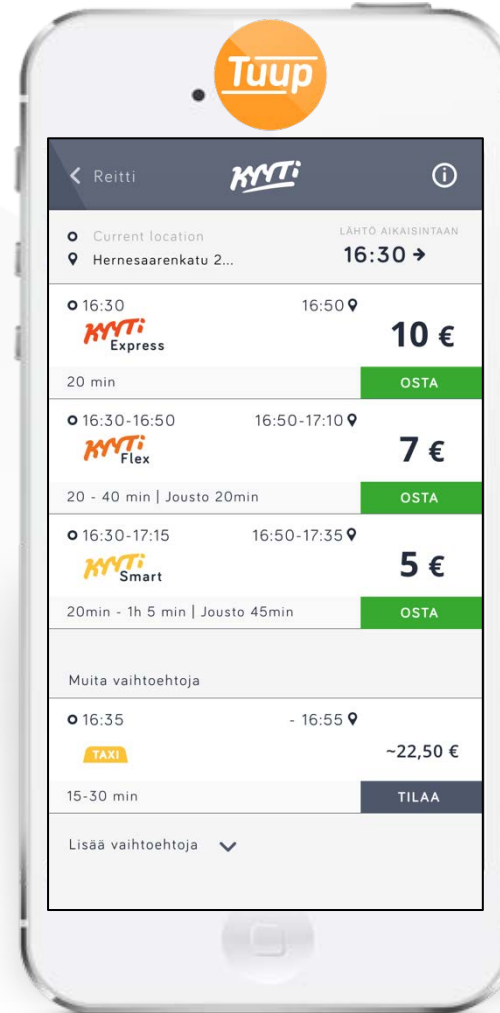 Tuup
Reitti
KYYTi
Current location
LÄHTÖ AIKAISINTAAN
Hernesaarenkatu 2...
16:30
16:30
16:50
KYYTi
Express
10 €
20 min
OSTA
16:30-16:50
16:50-17:10
KYYTi
Flex
7 €
20 - 40 min | Jousto 20min
OSTA
16:30-17:15
16:50-17:35
KYYTi
Smart
5 €
20min - 1h 5 min | Jousto 45min
OSTA
Muita vaihtoehtoja
16:35
- 16:55
TAXI
~22,50 €
15-30 min
TILAA
Lisää vaihtoehtoja